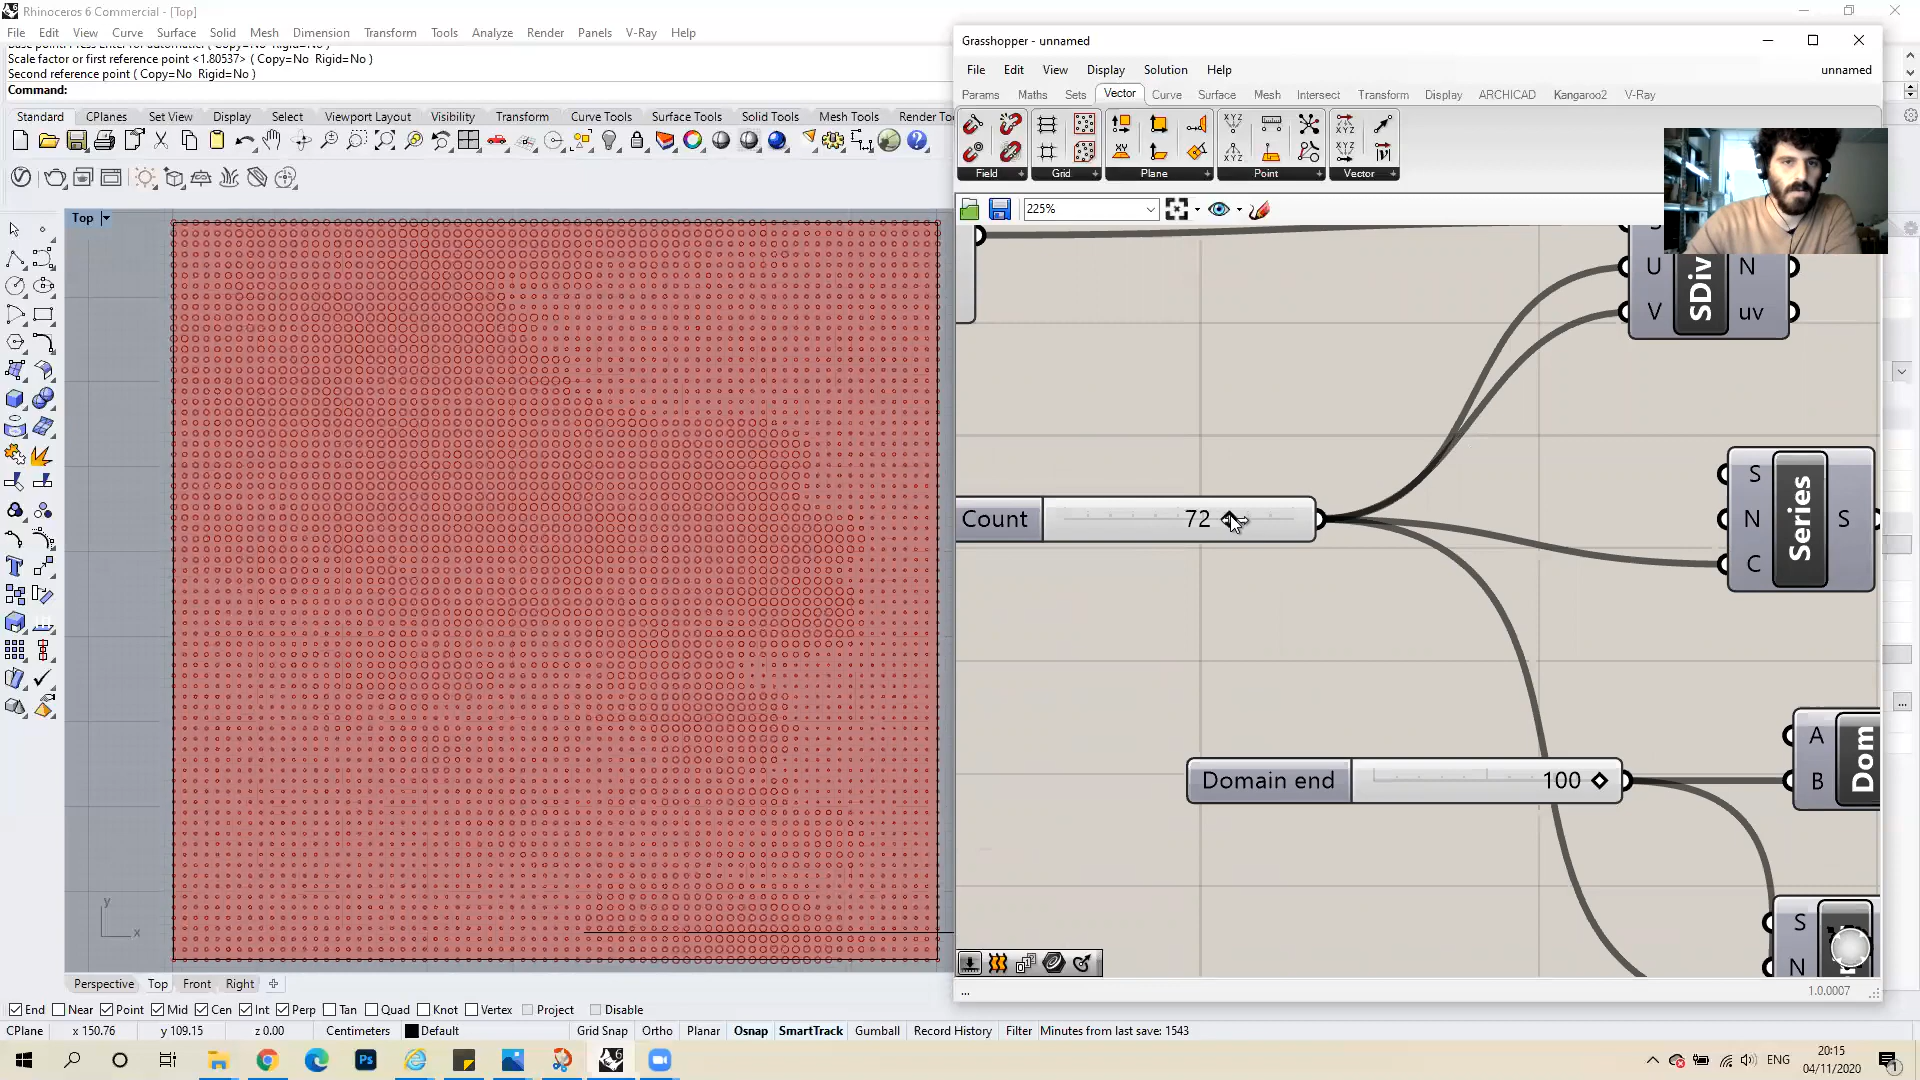 Rhinoceros 6 Commercial - [Top]
File Edit View Curve Surface Solid Mesh Dimension Transform Tools Analyze Render Panels V-Ray Help
Scale factor or first reference point <1.80537> ( Copy=No Rigid=No )
Second reference point ( Copy=No Rigid=No )
Command:
Standard CPlanes Set View Display Select Viewport Layout Visibility Transform Curve Tools Surface Tools Solid Tools Mesh Tools Render To
Top
y
x
Perspective Top Front Right
End Near Point Mid Cen Int Perp Tan Quad Knot Vertex Project Disable
CPlane x 150.76 y 109.15 z 0.00 Centimeters Default Grid Snap Ortho Planar Osnap SmartTrack Gumball Record History Filter Minutes from last save: 1543
Grasshopper - unnamed
File Edit View Display Solution Help unnamed
Params Maths Sets Vector Curve Surface Mesh Intersect Transform Display ARCHICAD Kangaroo2 V-Ray
Field Grid Plane Point Vector
225%
U SDiv N
V uv
Count 72
S Series
N S
C
Domain end 100
A Dom
B
S
N
...
1.0.0007
ENG
20:15
04/11/2020